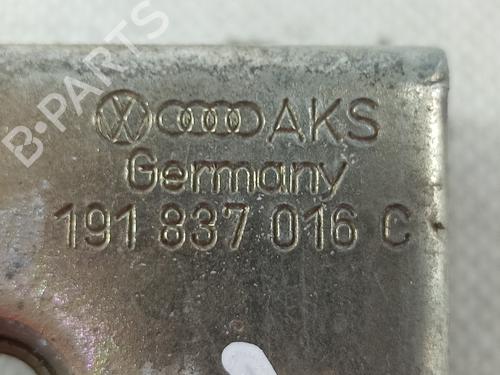 B-PARTS
AKS
Germany
191 837 016 C